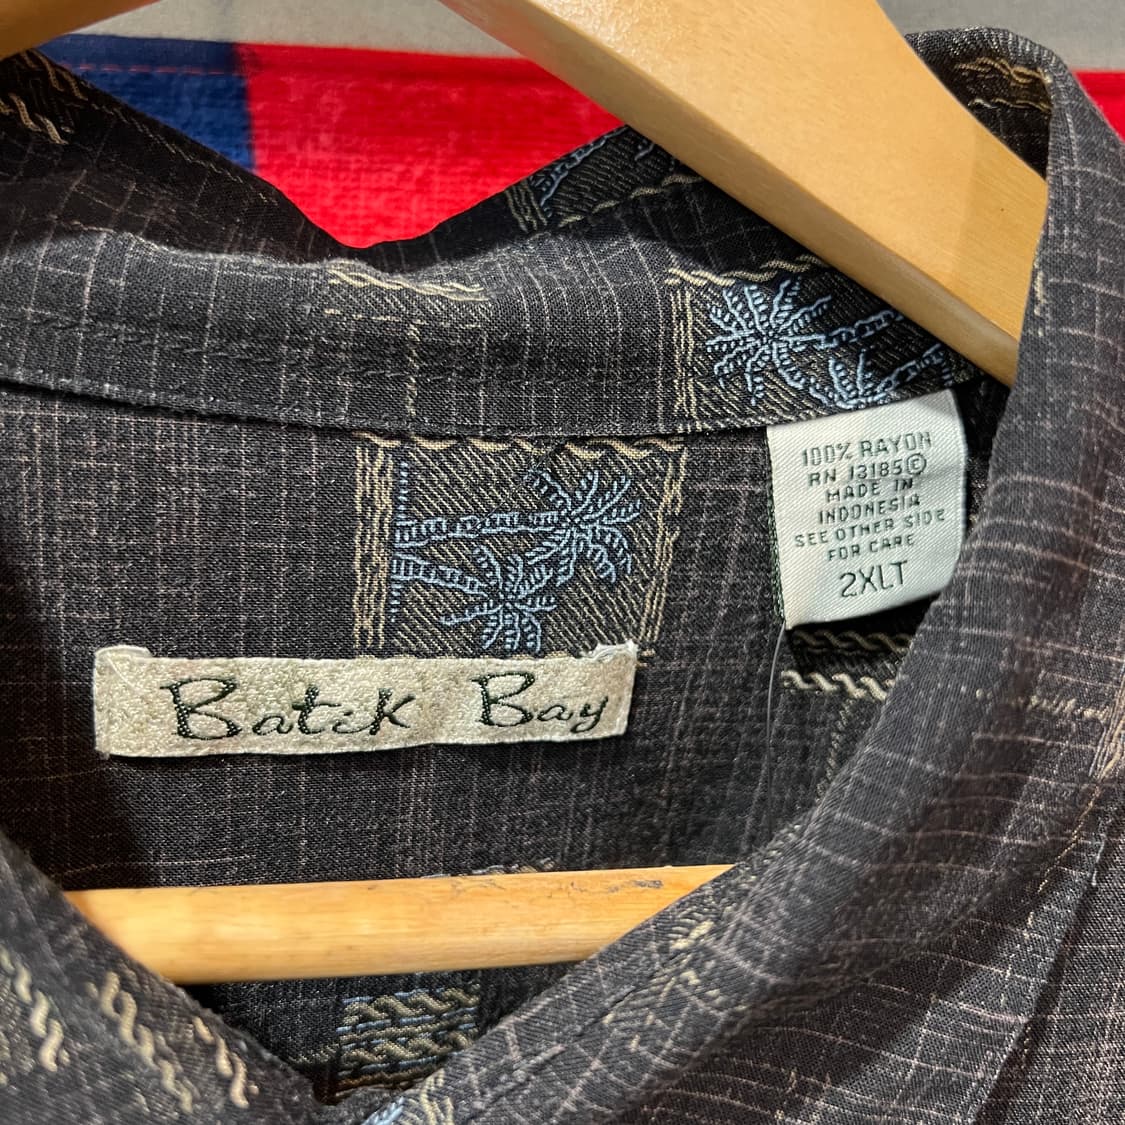 100% RAYON
RN 13185©
MADE IN
INDONESIA
SEE OTHER SIDE
FOR CARE
2XLT
Batik Bay